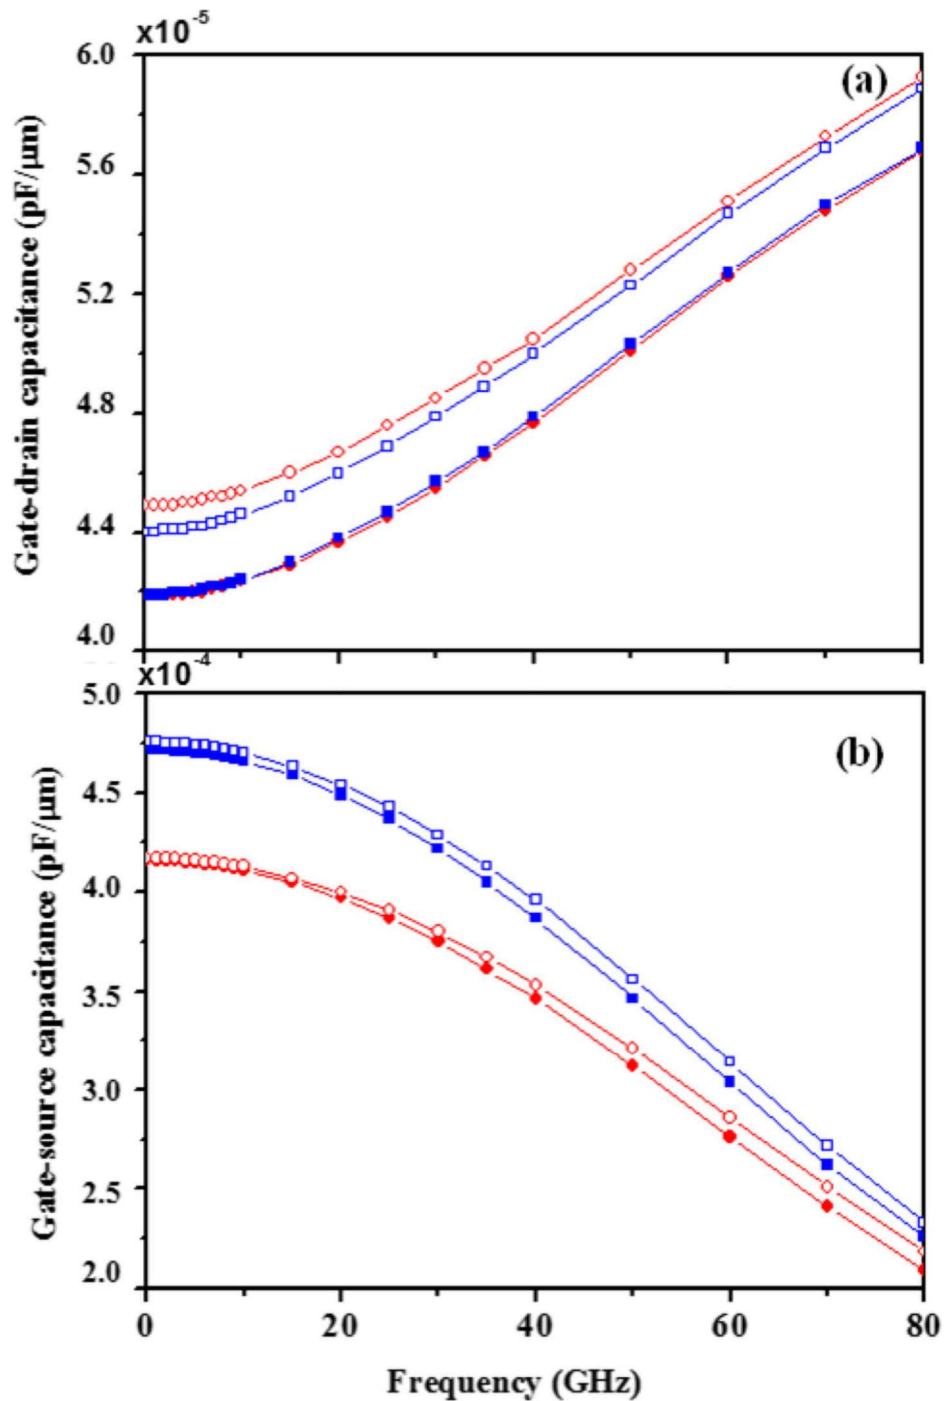 x10-5
6.0
(a)
5.6
5.2
4.8
4.4
4.0
Gate-drain capacitance (pF/µm)
x10-4
5.0
(b)
4.5
4.0
3.5
3.0
2.5
2.0
Gate-source capacitance (pF/µm)
0 20 40 60 80
Frequency (GHz)